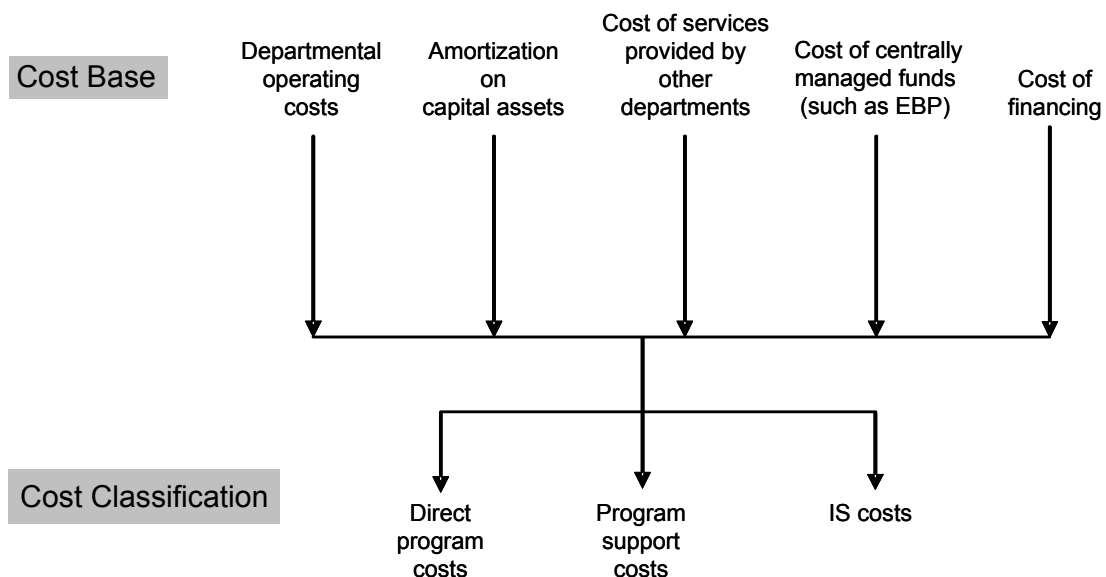 Cost Base
Departmental
operating
costs
Amortization
on
capital assets
Cost of services
provided by
other
departments
Cost of centrally
managed funds
(such as EBP)
Cost of
financing
Cost Classification
Direct
program
costs
Program
support
costs
IS costs